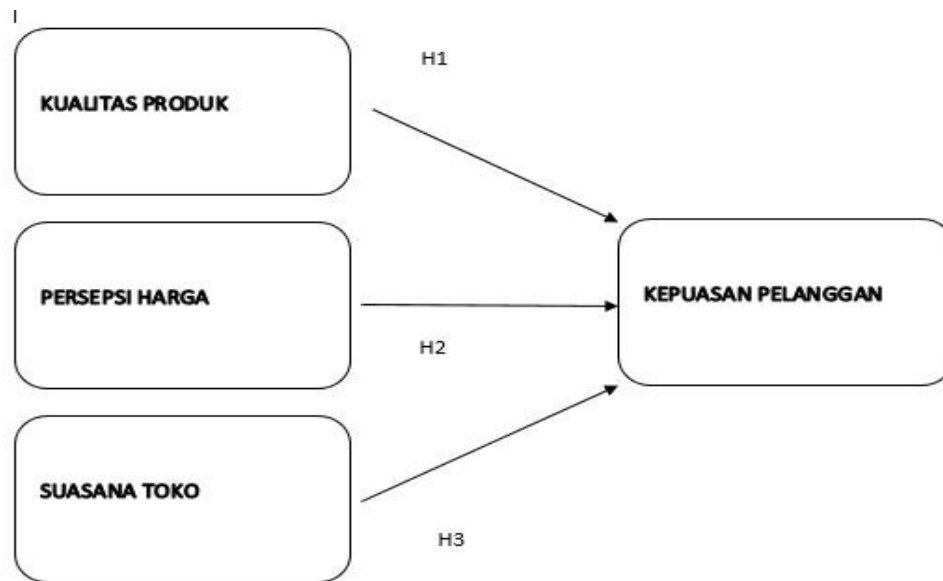 I
H1
KUALITAS PRODUK
PERSEPSI HARGA
KEPUASAN PELANGGAN
H2
SUASANA TOKO
H3